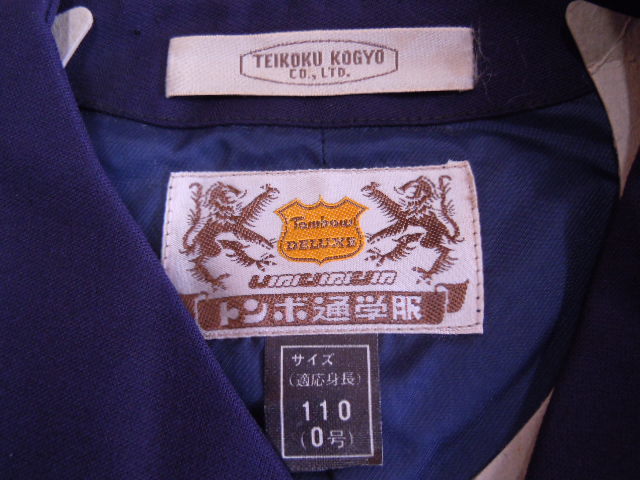 TEIKOKU KOGYO
CO., LTD.
Tombow
DELUXE
トンボ通学服
サイズ
(適応身長)
110
(0号)